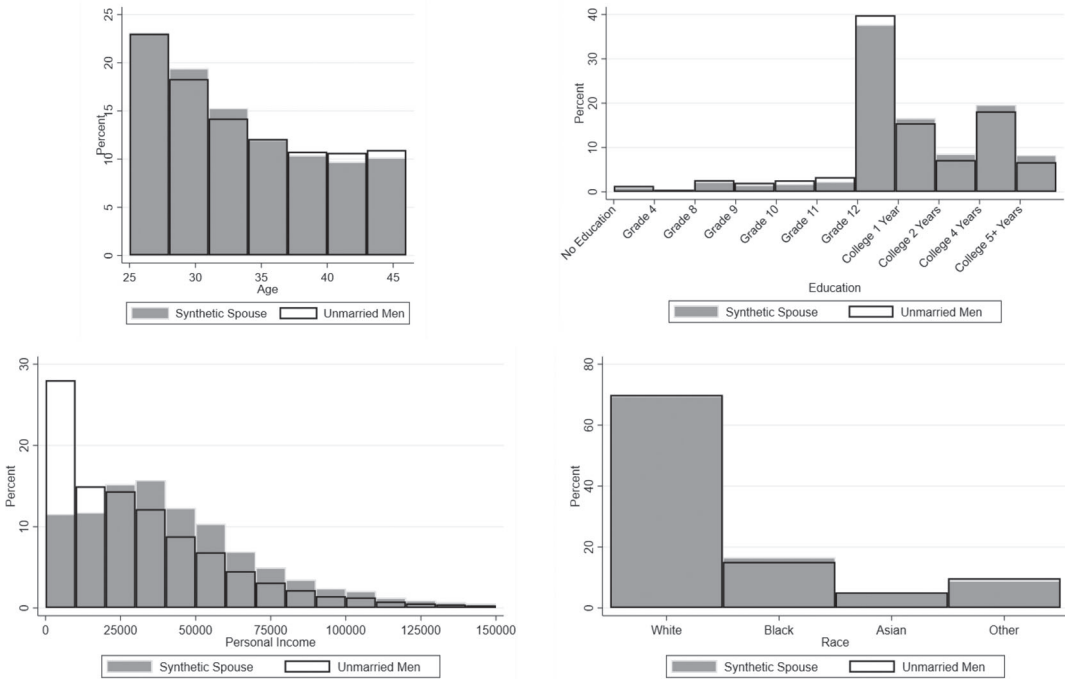 25
20
15
10
5
0
Percent
25 30 35 40 45
Age
Synthetic Spouse Unmarried Men
40
30
20
10
0
Percent
No Education Grade 4 Grade 8 Grade 9 Grade 10 Grade 11 Grade 12 College 1 Year College 2 Years College 4 Years College 5+ Years
Education
Synthetic Spouse Unmarried Men
30
20
10
0
Percent
0 25000 50000 75000 100000 125000 150000
Personal Income
Synthetic Spouse Unmarried Men
80
60
40
20
0
Percent
White Black Asian Other
Race
Synthetic Spouse Unmarried Men